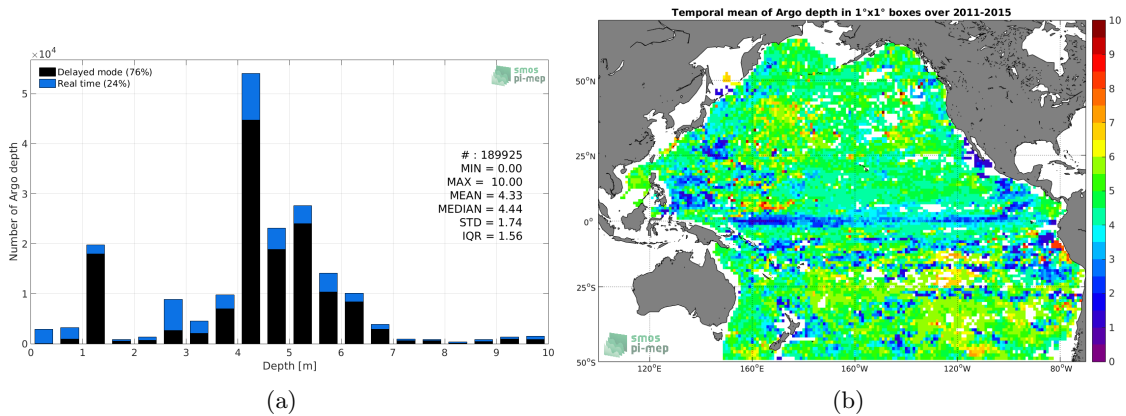 ×10⁴
Delayed mode (76%)
Real time (24%)
smos
pi-mep
# : 189925
MIN = 0.00
MAX = 10.00
MEAN = 4.33
MEDIAN = 4.44
STD = 1.74
IQR = 1.56
Number of Argo depth
5
4
3
2
1
0
0 1 2 3 4 5 6 7 8 9 10
Depth [m]
(a)
Temporal mean of Argo depth in 1°x1° boxes over 2011-2015
50°N
25°N
0°
25°S
50°S
120°E 160°E 160°W 120°W 80°W
smos
pi-mep
10
9
8
7
6
5
4
3
2
1
0
(b)